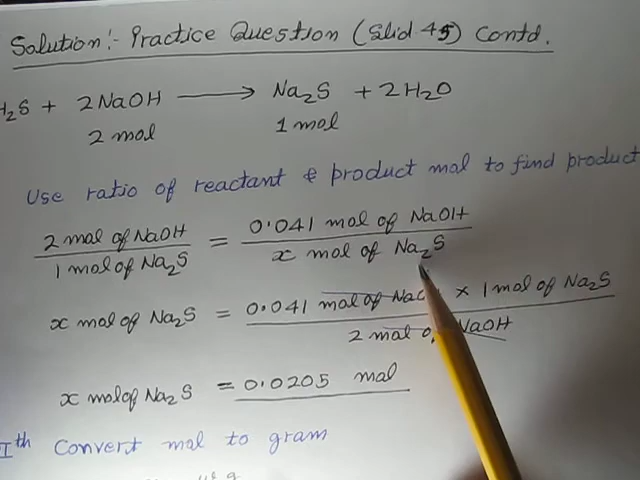 Solution:- Practice Question (Slid 45) Contd.
H₂S + 2NaOH ⟶ Na₂S + 2H₂O
2 mol 1 mol
Use ratio of reactant & product mol to find product
2 mol of NaOH / 1 mol of Na₂S = 0.041 mol of NaOH / x mol of Na₂S
x mol of Na₂S = 0.041 mol of NaO × 1 mol of Na₂S / 2 mol o NaOH
x mol of Na₂S = 0.0205 mol
Iᵗʰ Convert mol to gram